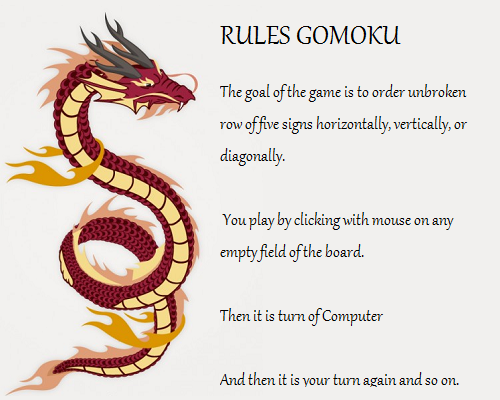 RULES GOMOKU
The goal of the game is to order unbroken
row of five signs horizontally, vertically, or
diagonally.
You play by clicking with mouse on any
empty field of the board.
Then it is turn of Computer
And then it is your turn again and so on.